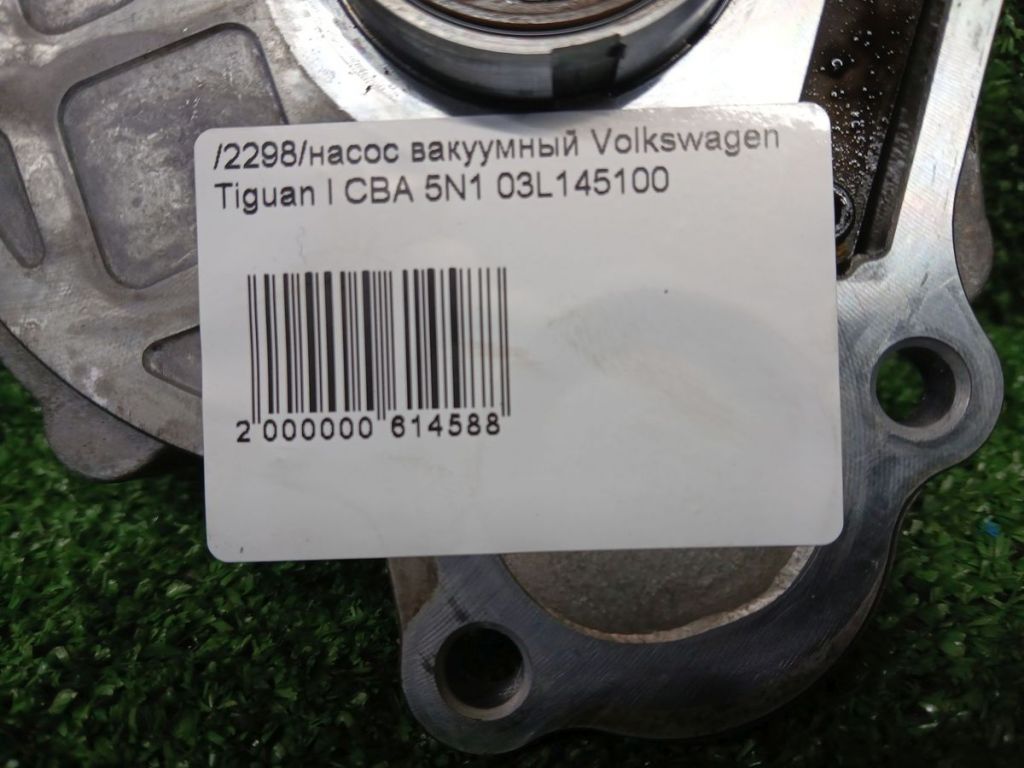 /2298/насос вакуумный Volkswagen
Tiguan I CBA 5N1 03L145100
2 000000 614588